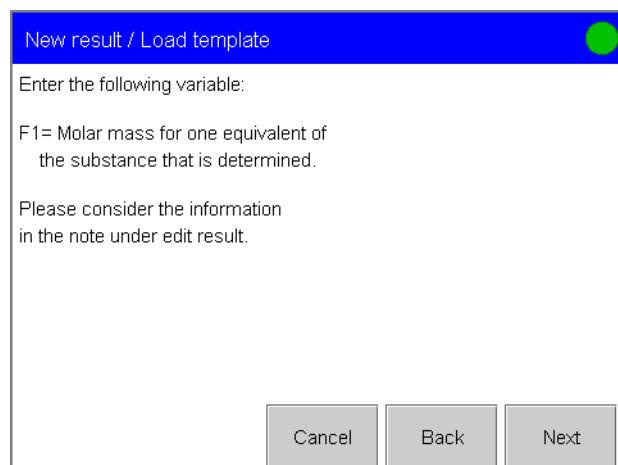 New result / Load template
Enter the following variable:
F1= Molar mass for one equivalent of
the substance that is determined.
Please consider the information
in the note under edit result.
Cancel
Back
Next